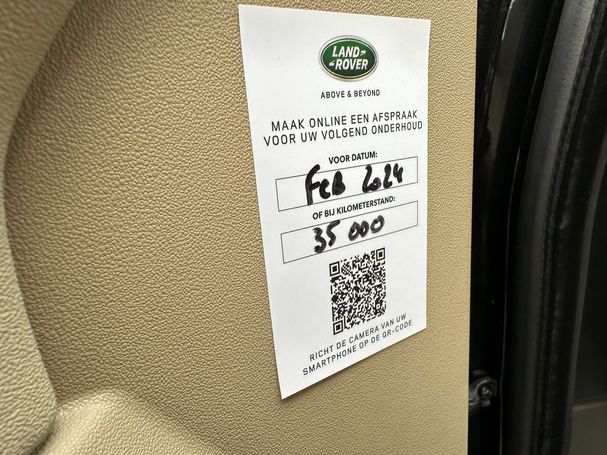 LAND
ROVER
ABOVE & BEYOND
MAAK ONLINE EEN AFSPRAAK
VOOR UW VOLGEND ONDERHOUD
VOOR DATUM:
FEB 2024
OF BIJ KILOMETERSTAND:
35 000
RICHT DE CAMERA VAN UW
SMARTPHONE OP DE QR-CODE